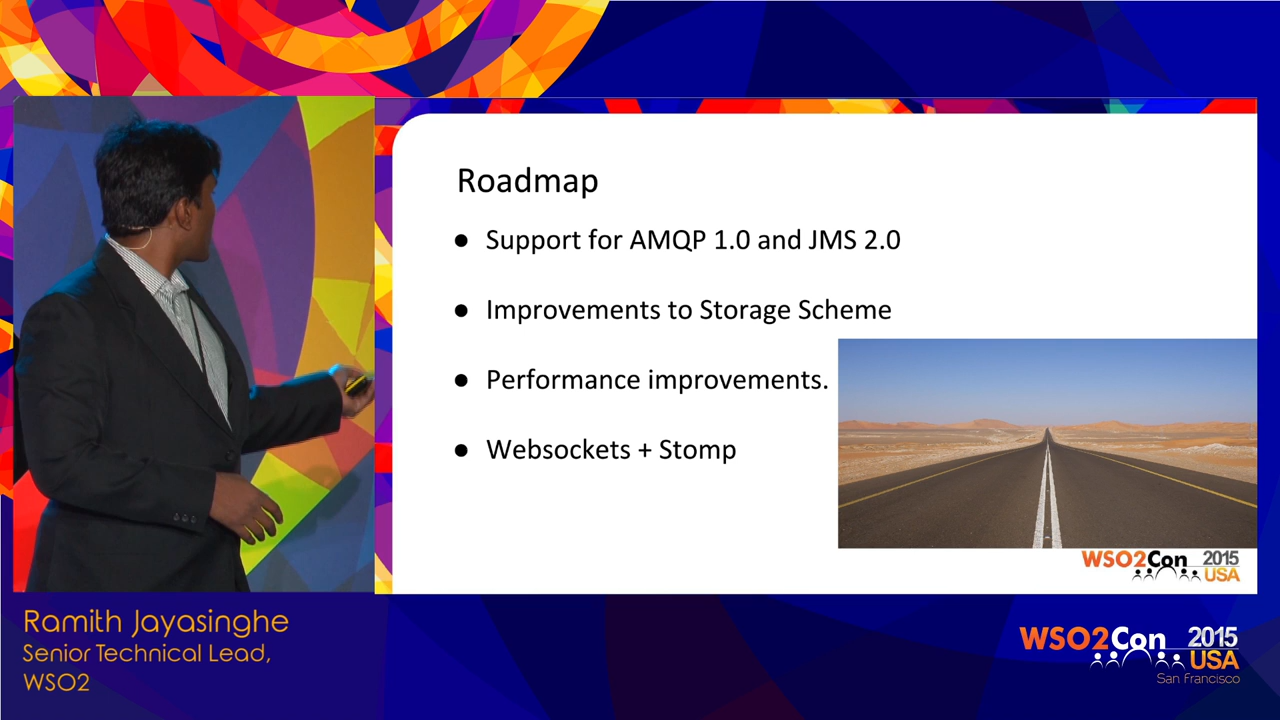 Roadmap
● Support for AMQP 1.0 and JMS 2.0
● Improvements to Storage Scheme
● Performance improvements.
● Websockets + Stomp
WSO2Con 2015
USA
Ramith Jayasinghe
Senior Technical Lead,
WSO2
WSO2Con 2015
USA
San Francisco